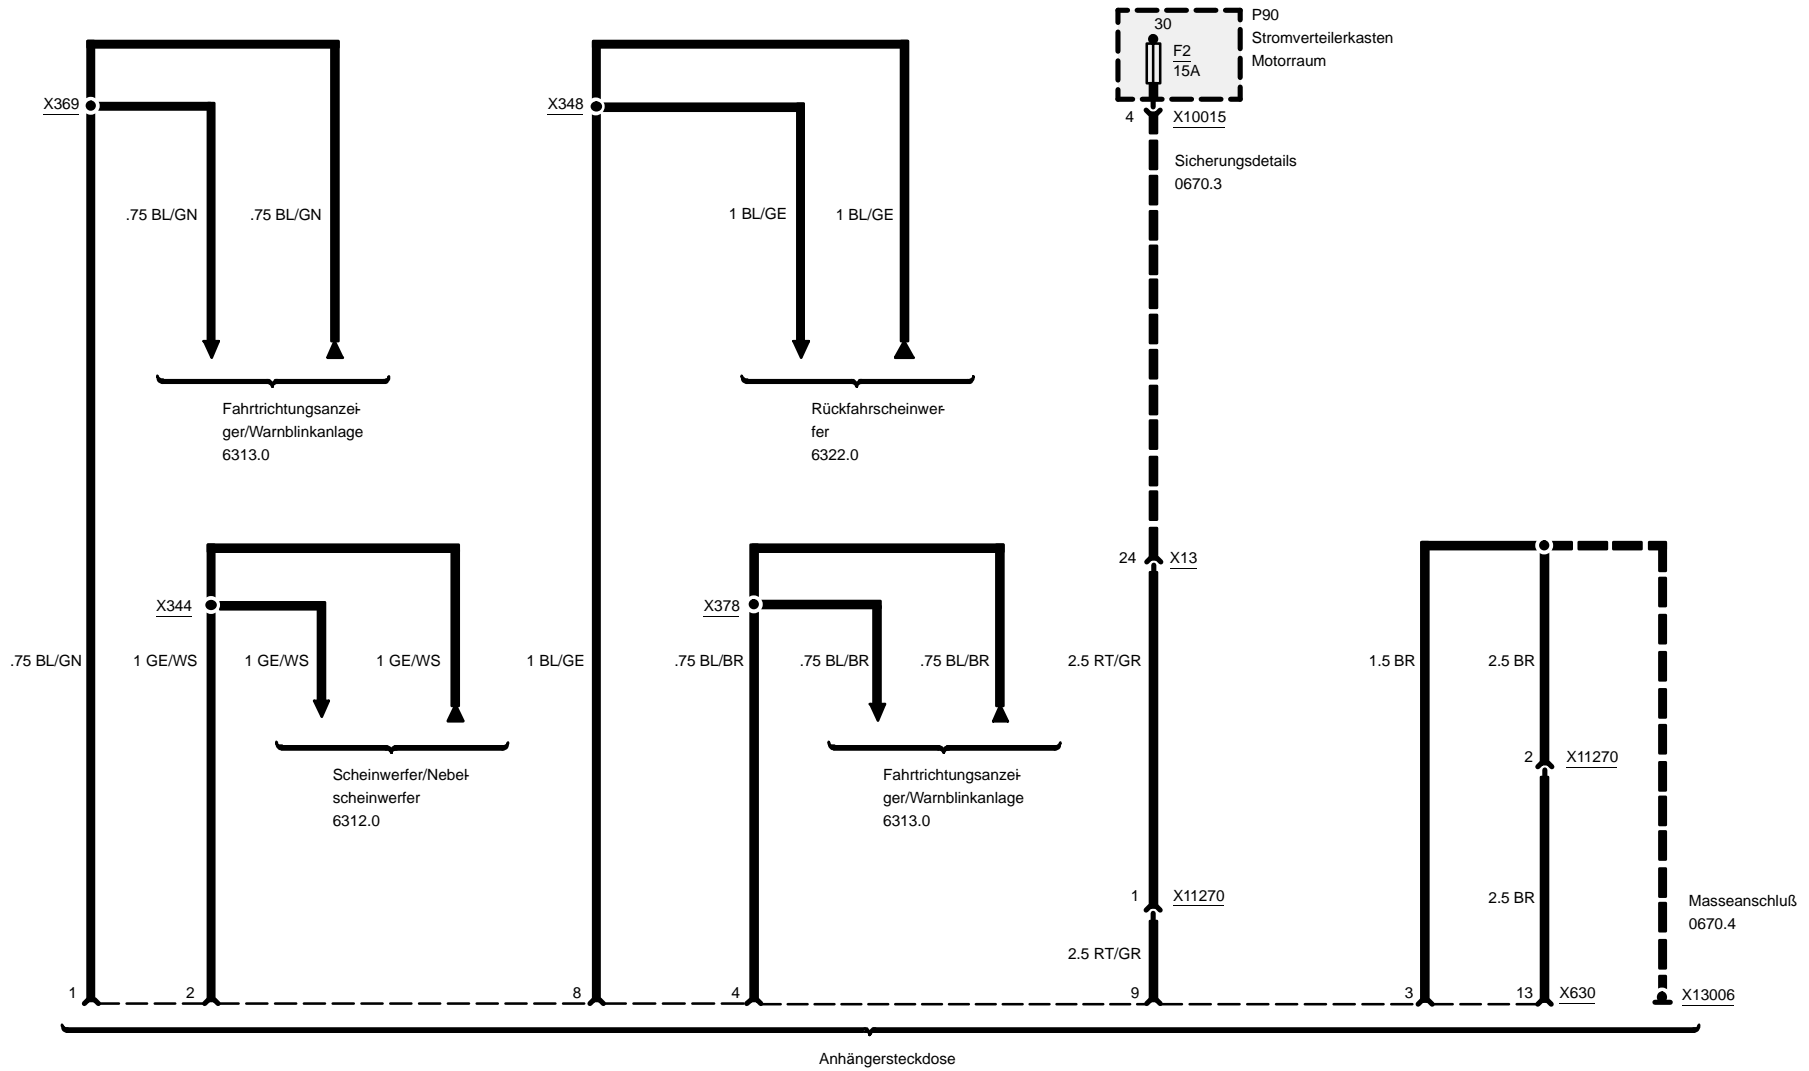 P90
Stromverteilerkasten
Motorraum
30
F2
15A
4
X10015
Sicherungsdetails
0670.3
X369
X348
.75 BL/GN
.75 BL/GN
1 BL/GE
1 BL/GE
Fahrtrichtungsanzei-
ger/Warnblinkanlage
6313.0
Rückfahrscheinwer-
fer
6322.0
24
X13
X344
X378
.75 BL/GN
1 GE/WS
1 GE/WS
1 GE/WS
1 BL/GE
.75 BL/BR
.75 BL/BR
.75 BL/BR
2.5 RT/GR
1.5 BR
2.5 BR
2
X11270
Scheinwerfer/Nebel-
scheinwerfer
6312.0
Fahrtrichtungsanzei-
ger/Warnblinkanlage
6313.0
1
X11270
2.5 BR
Masseanschluß
0670.4
2.5 RT/GR
1
2
8
4
9
3
13
X630
X13006
Anhängersteckdose